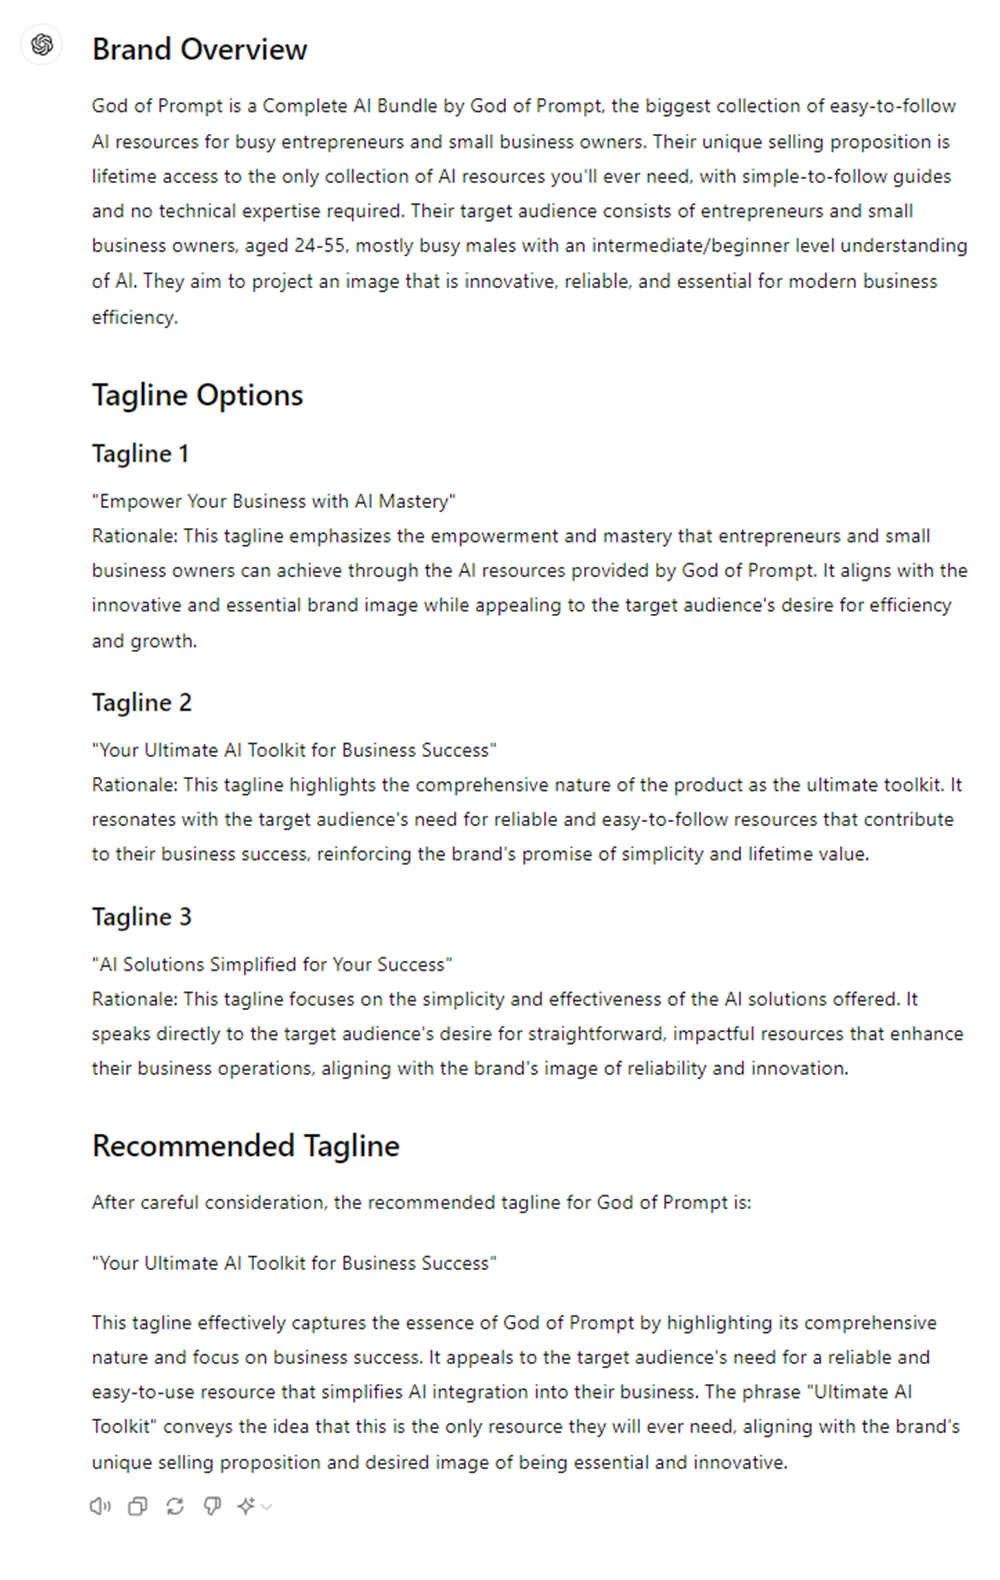 Brand Overview
God of Prompt is a Complete AI Bundle by God of Prompt, the biggest collection of easy-to-follow
AI resources for busy entrepreneurs and small business owners. Their unique selling proposition is
lifetime access to the only collection of AI resources you'll ever need, with simple-to-follow guides
and no technical expertise required. Their target audience consists of entrepreneurs and small
business owners, aged 24-55, mostly busy males with an intermediate/beginner level understanding
of AI. They aim to project an image that is innovative, reliable, and essential for modern business
efficiency.
Tagline Options
Tagline 1
"Empower Your Business with AI Mastery"
Rationale: This tagline emphasizes the empowerment and mastery that entrepreneurs and small
business owners can achieve through the AI resources provided by God of Prompt. It aligns with the
innovative and essential brand image while appealing to the target audience's desire for efficiency
and growth.
Tagline 2
"Your Ultimate AI Toolkit for Business Success"
Rationale: This tagline highlights the comprehensive nature of the product as the ultimate toolkit. It
resonates with the target audience's need for reliable and easy-to-follow resources that contribute
to their business success, reinforcing the brand's promise of simplicity and lifetime value.
Tagline 3
"AI Solutions Simplified for Your Success"
Rationale: This tagline focuses on the simplicity and effectiveness of the AI solutions offered. It
speaks directly to the target audience's desire for straightforward, impactful resources that enhance
their business operations, aligning with the brand's image of reliability and innovation.
Recommended Tagline
After careful consideration, the recommended tagline for God of Prompt is:
"Your Ultimate AI Toolkit for Business Success"
This tagline effectively captures the essence of God of Prompt by highlighting its comprehensive
nature and focus on business success. It appeals to the target audience's need for a reliable and
easy-to-use resource that simplifies AI integration into their business. The phrase "Ultimate AI
Toolkit" conveys the idea that this is the only resource they will ever need, aligning with the brand's
unique selling proposition and desired image of being essential and innovative.